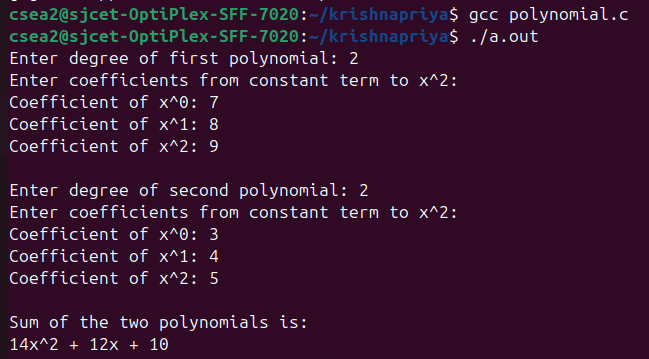 csea2@sjcet-OptiPlex-SFF-7020:~/krishnapriya$ gcc polynomial.c
csea2@sjcet-OptiPlex-SFF-7020:~/krishnapriya$ ./a.out
Enter degree of first polynomial: 2
Enter coefficients from constant term to x^2:
Coefficient of x^0: 7
Coefficient of x^1: 8
Coefficient of x^2: 9
Enter degree of second polynomial: 2
Enter coefficients from constant term to x^2:
Coefficient of x^0: 3
Coefficient of x^1: 4
Coefficient of x^2: 5
Sum of the two polynomials is:
14x^2 + 12x + 10